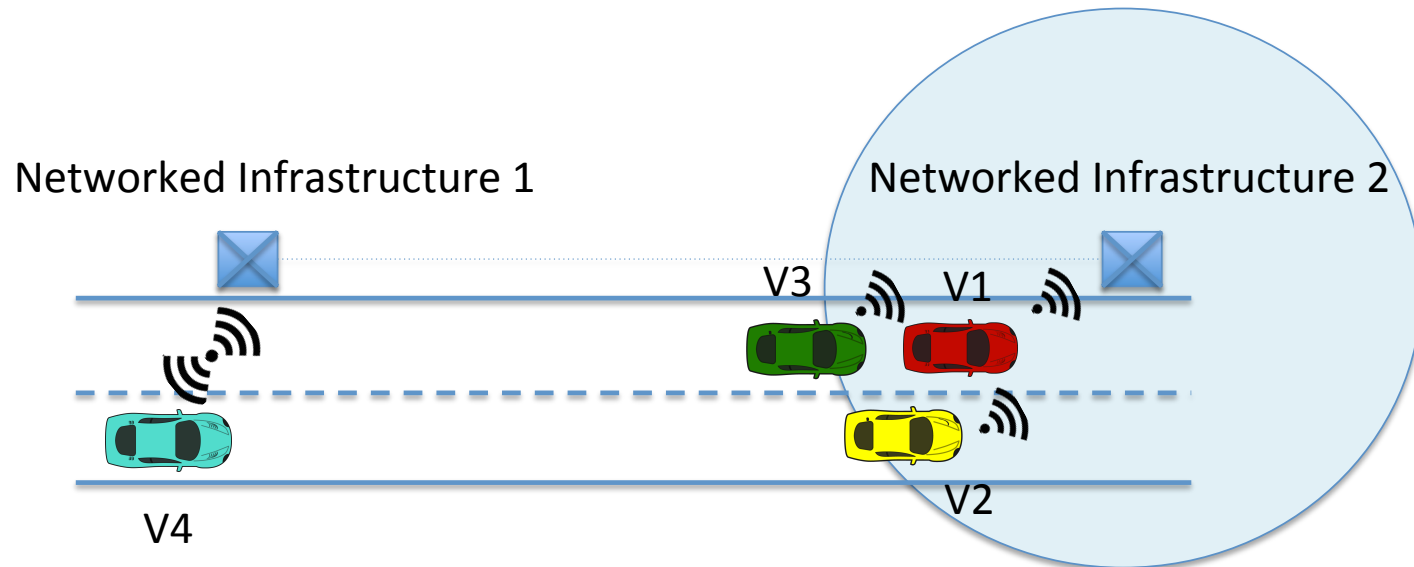 Networked Infrastructure 1
Networked Infrastructure 2
V3
V1
V2
V4